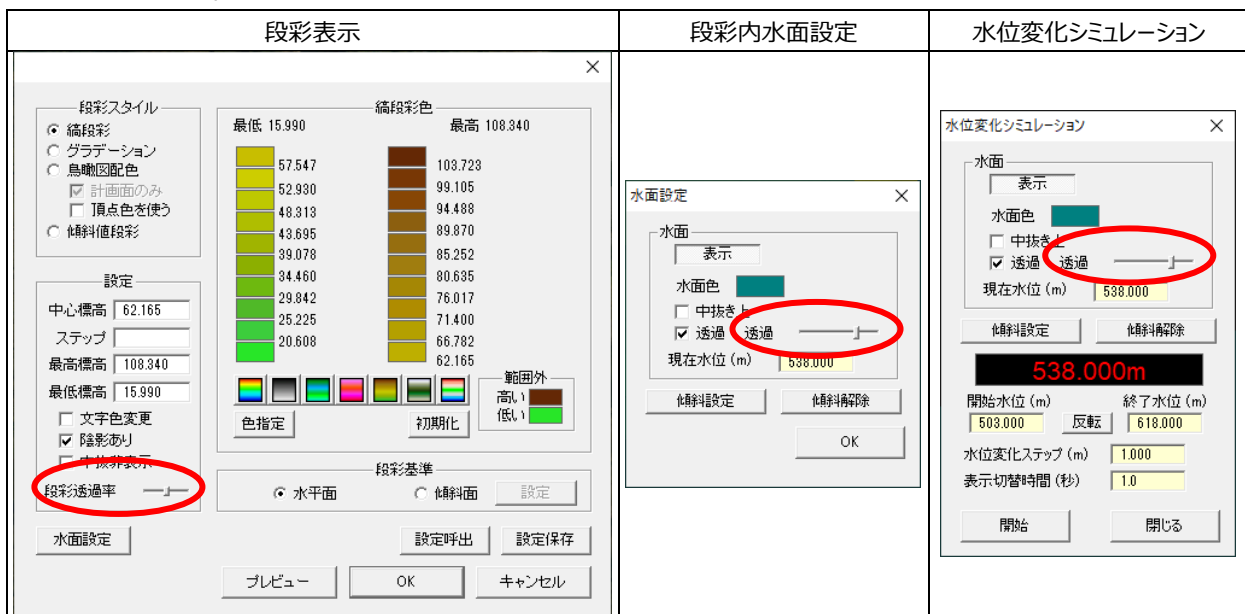 段彩表示
段彩内水面設定
水位変化シミュレーション
段彩スタイル
縞段彩
グラデーション
鳥瞰図配色
計画面のみ
頂点色を使う
傾斜値段彩
設定
中心標高 62.165
ステップ
最高標高 108.340
最低標高 15.990
文字色変更
陰影あり
中抜非表示
段彩透過率
水面設定
縞段彩色
最低 15.990 最高 108.340
57.547 103.723
52.930 99.105
48.313 94.488
43.695 89.870
39.078 85.252
34.460 80.635
29.842 76.017
25.225 71.400
20.608 66.782
62.165
範囲外
高い
低い
色指定 初期化
段彩基準
水平面 傾斜面 設定
設定呼出 設定保存
プレビュー OK キャンセル
水面設定
水面
表示
水面色
中抜き上
透過 透過
現在水位 (m) 538.000
傾斜設定 傾斜解除
OK
水位変化シミュレーション
水面
表示
水面色
中抜き上
透過 透過
現在水位 (m) 538.000
傾斜設定 傾斜解除
538.000m
開始水位 (m) 終了水位 (m)
503.000 反転 618.000
水位変化ステップ (m) 1.000
表示切替時間 (秒) 1.0
開始 閉じる